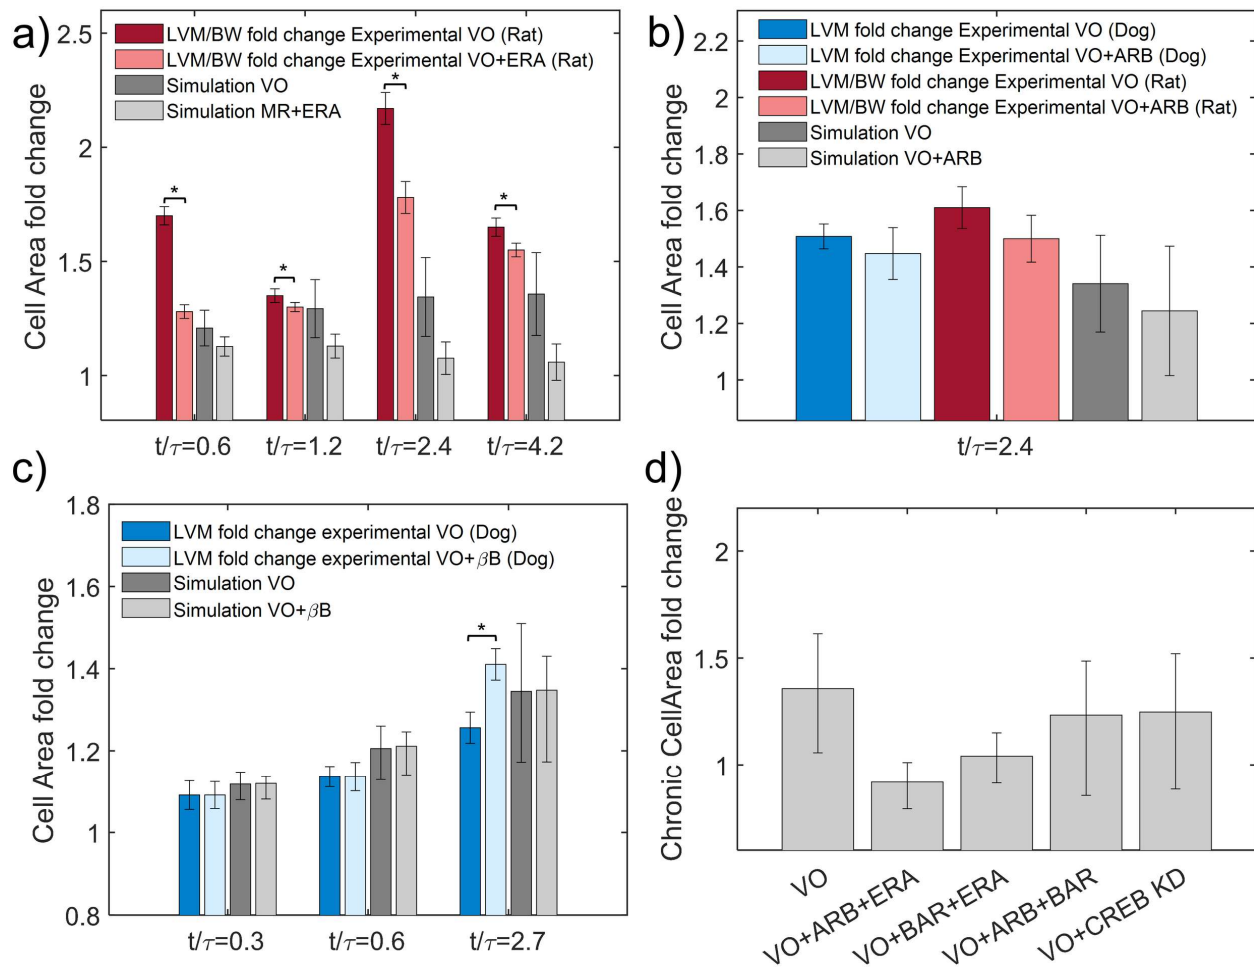 a)
LVM/BW fold change Experimental VO (Rat)
LVM/BW fold change Experimental VO+ERA (Rat)
Simulation VO
Simulation MR+ERA
Cell Area fold change
2.5
2
1.5
1
*
*
*
*
t/τ=0.6
t/τ=1.2
t/τ=2.4
t/τ=4.2
b)
LVM fold change Experimental VO (Dog)
LVM fold change Experimental VO+ARB (Dog)
LVM/BW fold change Experimental VO (Rat)
LVM/BW fold change Experimental VO+ARB (Rat)
Simulation VO
Simulation VO+ARB
Cell Area fold change
2.2
2
1.8
1.6
1.4
1.2
1
t/τ=2.4
c)
LVM fold change experimental VO (Dog)
LVM fold change experimental VO+βB (Dog)
Simulation VO
Simulation VO+βB
Cell Area fold change
1.8
1.6
1.4
1.2
1
0.8
*
t/τ=0.3
t/τ=0.6
t/τ=2.7
d)
Chronic CellArea fold change
2
1.5
1
VO
VO+ARB+ERA
VO+BAR+ERA
VO+ARB+BAR
VO+CREB KD